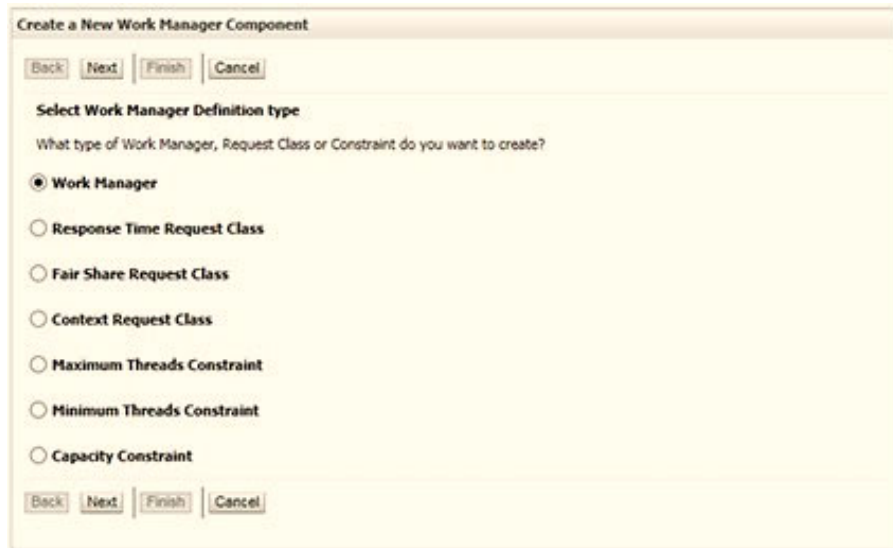 Create a New Work Manager Component
Back Next Finish Cancel
Select Work Manager Definition type
What type of Work Manager, Request Class or Constraint do you want to create?
Work Manager
Response Time Request Class
Fair Share Request Class
Context Request Class
Maximum Threads Constraint
Minimum Threads Constraint
Capacity Constraint
Back Next Finish Cancel